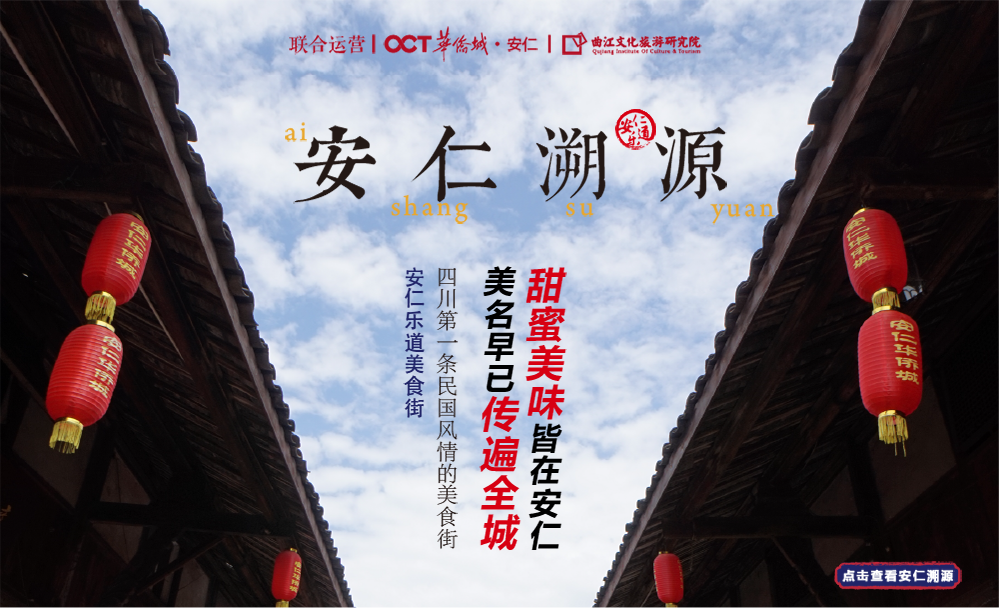 联合运营 | OCT 華侨城 · 安仁 | 曲江文化旅游研究院
Qujiang Institute Of Culture & Tourism
ai
安仁溯源
shang su yuan
甜蜜美味皆在安仁
美名早已传遍全城
四川第一条民国风情的美食街
安仁乐道美食街
安仁华侨城
安仁华侨城
安仁华侨城
安仁华侨城
安仁华侨城
点击查看安仁溯源